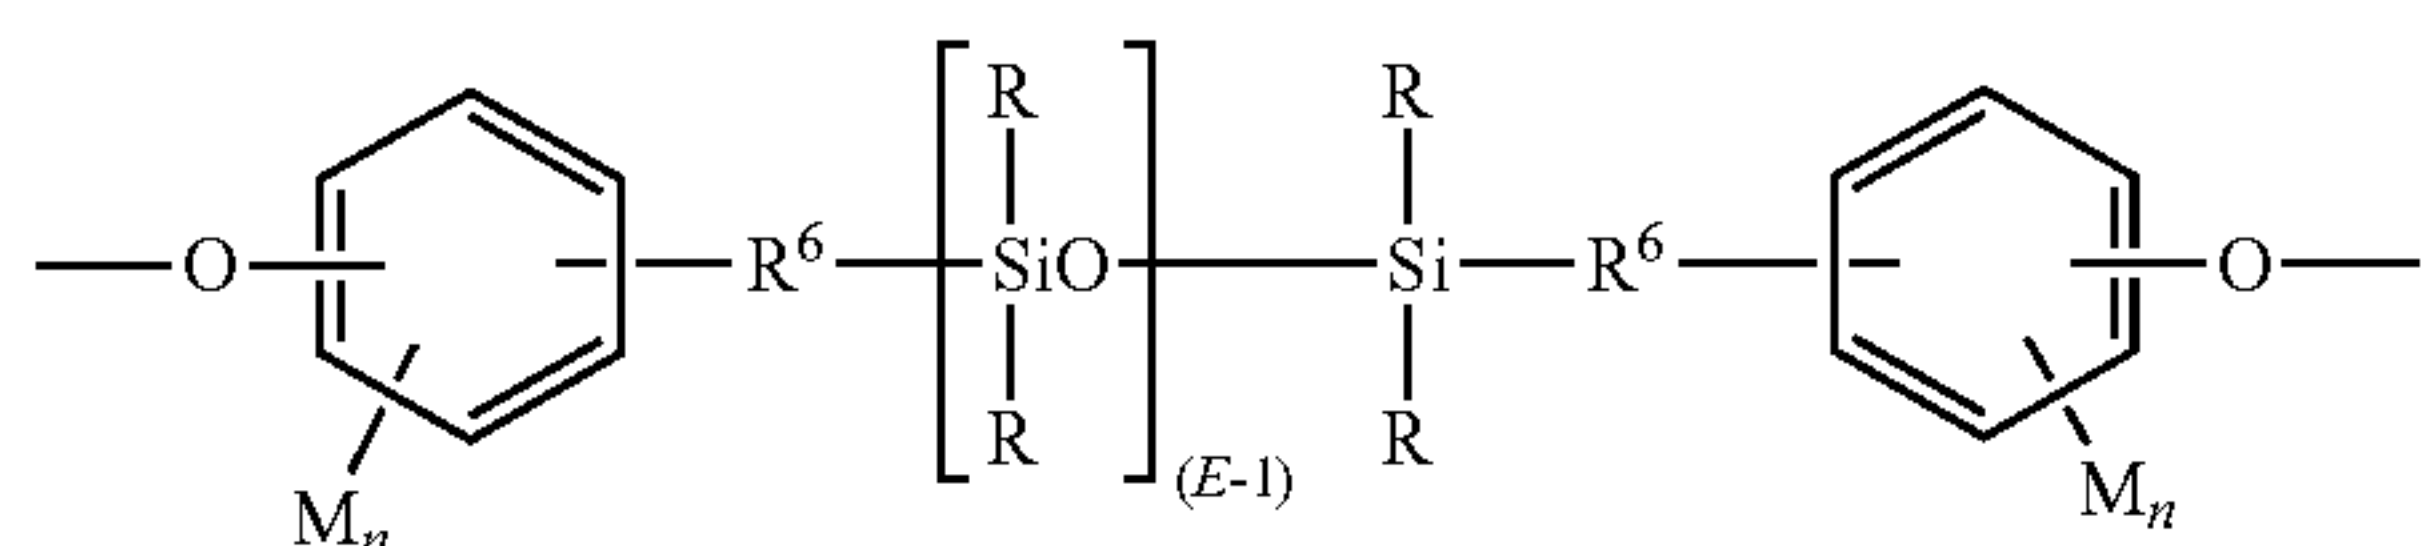 R R
O R⁶ SiO Si R⁶ O
R R
(E-1)
Mₙ Mₙ